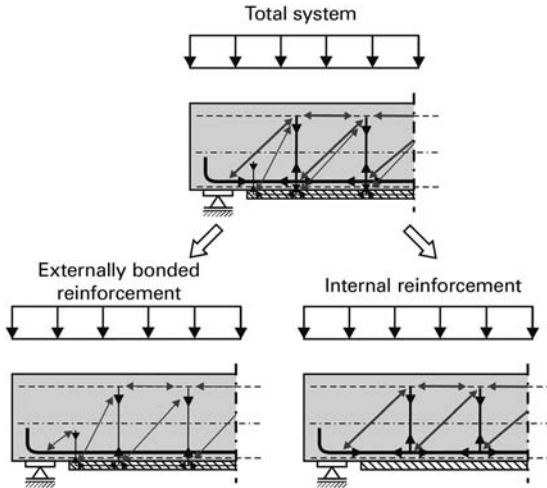 Total system
Externally bonded
reinforcement
Internal reinforcement